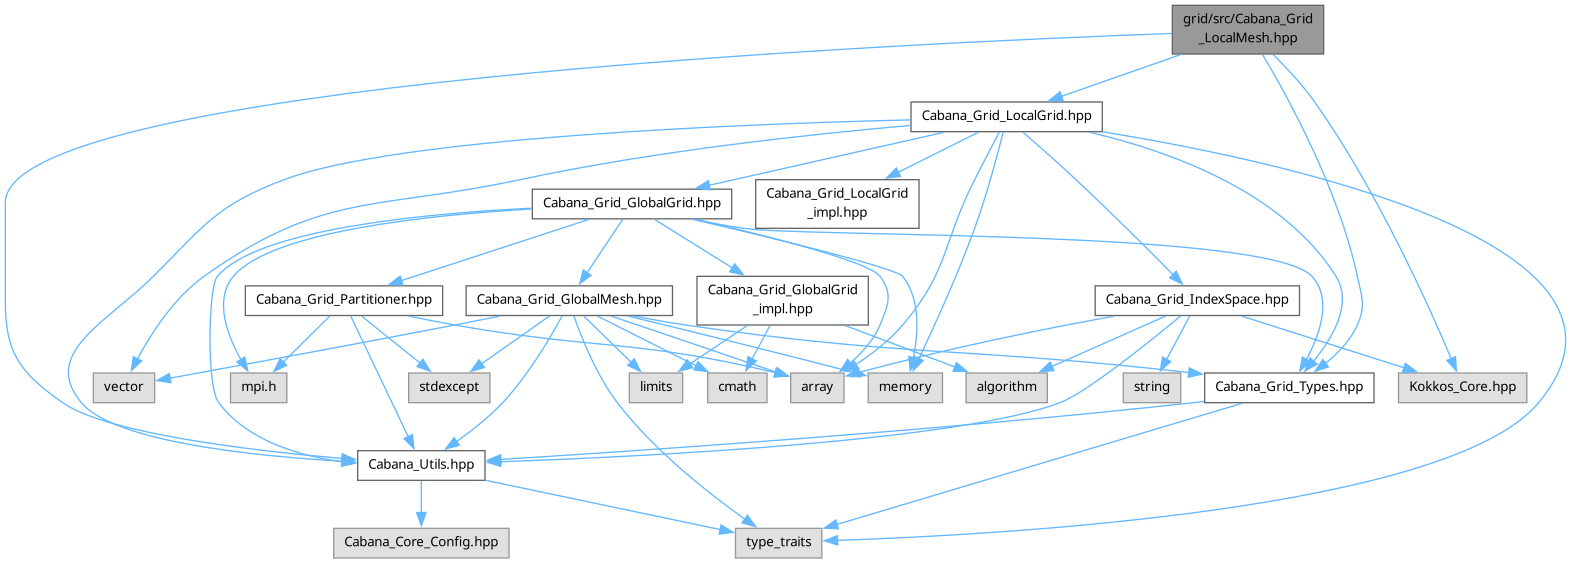 grid/src/Cabana_Grid
_LocalMesh.hpp
Cabana_Grid_LocalGrid.hpp
Cabana_Grid_LocalGrid
_impl.hpp
Cabana_Grid_GlobalGrid.hpp
Cabana_Grid_Partitioner.hpp
Cabana_Grid_GlobalMesh.hpp
Cabana_Grid_GlobalGrid
_impl.hpp
Cabana_Grid_IndexSpace.hpp
vector
mpi.h
stdexcept
limits
cmath
array
memory
algorithm
string
Cabana_Grid_Types.hpp
Kokkos_Core.hpp
Cabana_Utils.hpp
Cabana_Core_Config.hpp
type_traits